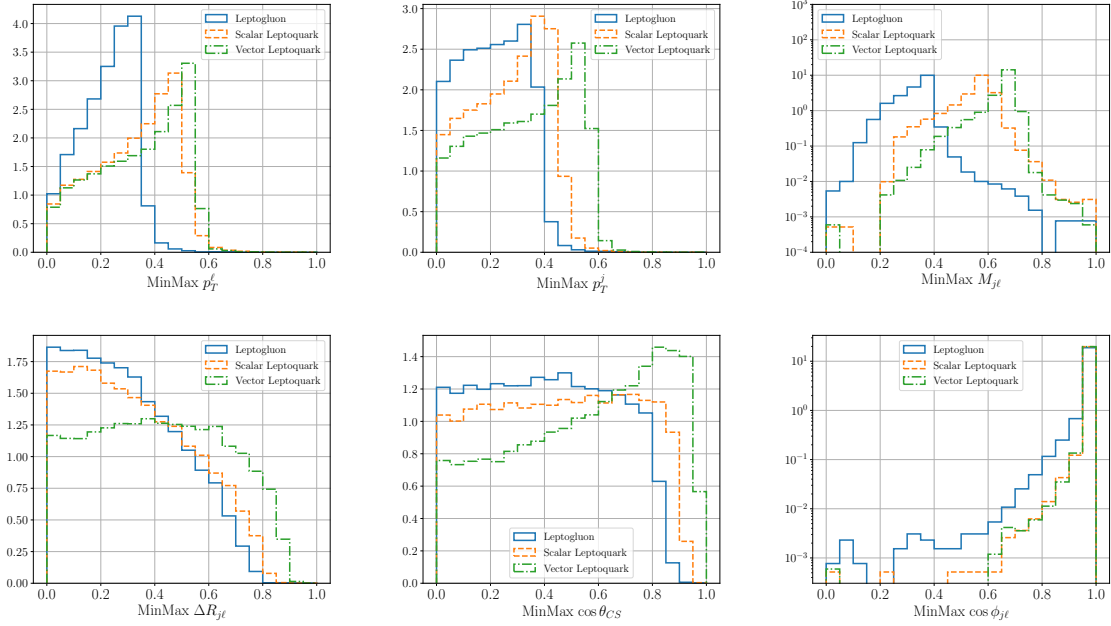 4.0
3.5
3.0
2.5
2.0
1.5
1.0
0.5
0.0
Leptogluon
Scalar Leptoquark
Vector Leptoquark
0.0 0.2 0.4 0.6 0.8 1.0
MinMax $p_T^{\ell}$
3.0
2.5
2.0
1.5
1.0
0.5
0.0
Leptogluon
Scalar Leptoquark
Vector Leptoquark
0.0 0.2 0.4 0.6 0.8 1.0
MinMax $p_T^{j}$
$10^{3}$
$10^{2}$
$10^{1}$
$10^{0}$
$10^{-1}$
$10^{-2}$
$10^{-3}$
$10^{-4}$
Leptogluon
Scalar Leptoquark
Vector Leptoquark
0.0 0.2 0.4 0.6 0.8 1.0
MinMax $M_{j\ell}$
1.75
1.50
1.25
1.00
0.75
0.50
0.25
0.00
Leptogluon
Scalar Leptoquark
Vector Leptoquark
0.0 0.2 0.4 0.6 0.8 1.0
MinMax $\Delta R_{j\ell}$
1.4
1.2
1.0
0.8
0.6
0.4
0.2
0.0
Leptogluon
Scalar Leptoquark
Vector Leptoquark
0.0 0.2 0.4 0.6 0.8 1.0
MinMax $\cos\theta_{CS}$
$10^{1}$
$10^{0}$
$10^{-1}$
$10^{-2}$
$10^{-3}$
Leptogluon
Scalar Leptoquark
Vector Leptoquark
0.0 0.2 0.4 0.6 0.8 1.0
MinMax $\cos\phi_{j\ell}$